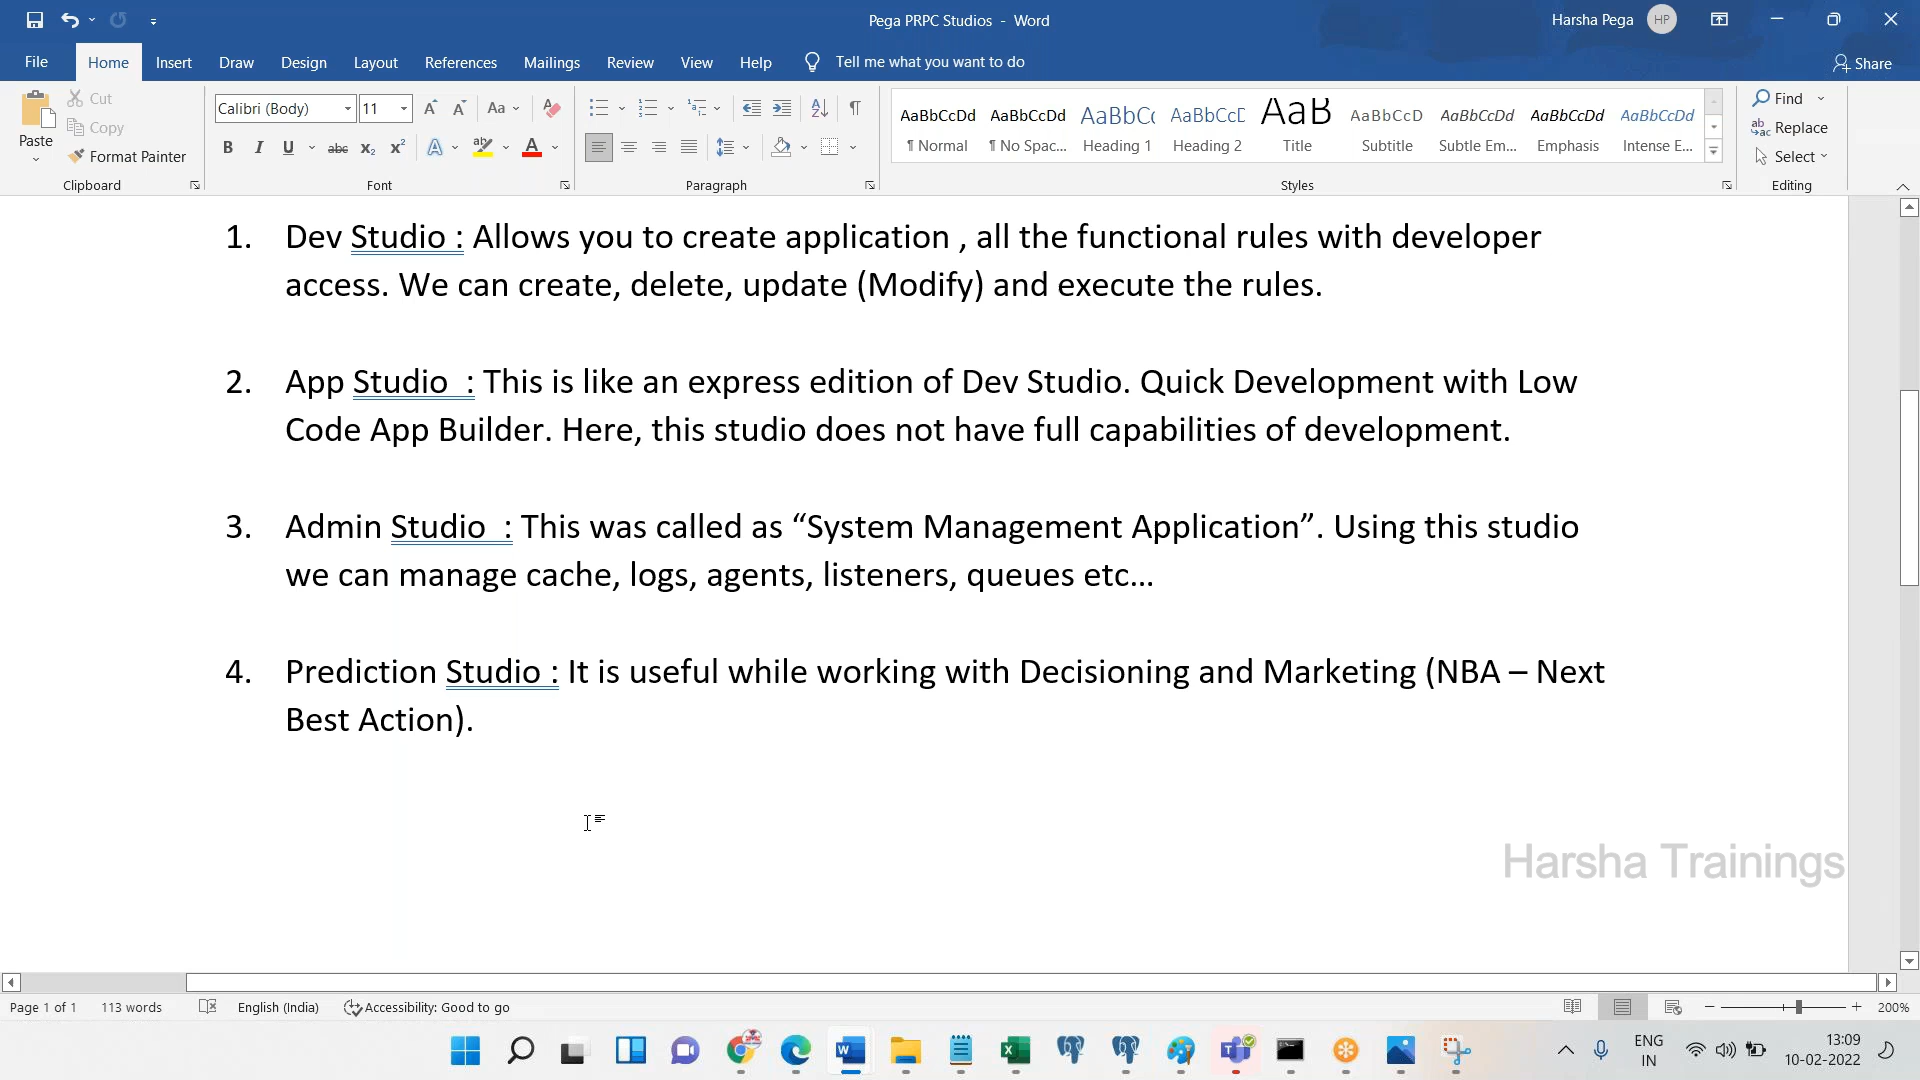 Pega PRPC Studios - Word
Harsha Pega
HP
File
Home
Insert
Draw
Design
Layout
References
Mailings
Review
View
Help
Tell me what you want to do
Share
Paste
Cut
Copy
Format Painter
Clipboard
Calibri (Body)
11
Font
Paragraph
AaBbCcDd
¶ Normal
AaBbCcDd
¶ No Spac...
AaBbCc
Heading 1
AaBbCcC
Heading 2
AaB
Title
AaBbCcD
Subtitle
AaBbCcDd
Subtle Em...
AaBbCcDd
Emphasis
AaBbCcDd
Intense E...
Styles
Find
Replace
Select
Editing
1. Dev Studio : Allows you to create application , all the functional rules with developer
access. We can create, delete, update (Modify) and execute the rules.
2. App Studio : This is like an express edition of Dev Studio. Quick Development with Low
Code App Builder. Here, this studio does not have full capabilities of development.
3. Admin Studio : This was called as “System Management Application”. Using this studio
we can manage cache, logs, agents, listeners, queues etc...
4. Prediction Studio : It is useful while working with Decisioning and Marketing (NBA – Next
Best Action).
Harsha Trainings
Page 1 of 1
113 words
English (India)
Accessibility: Good to go
200%
ENG
IN
13:09
10-02-2022